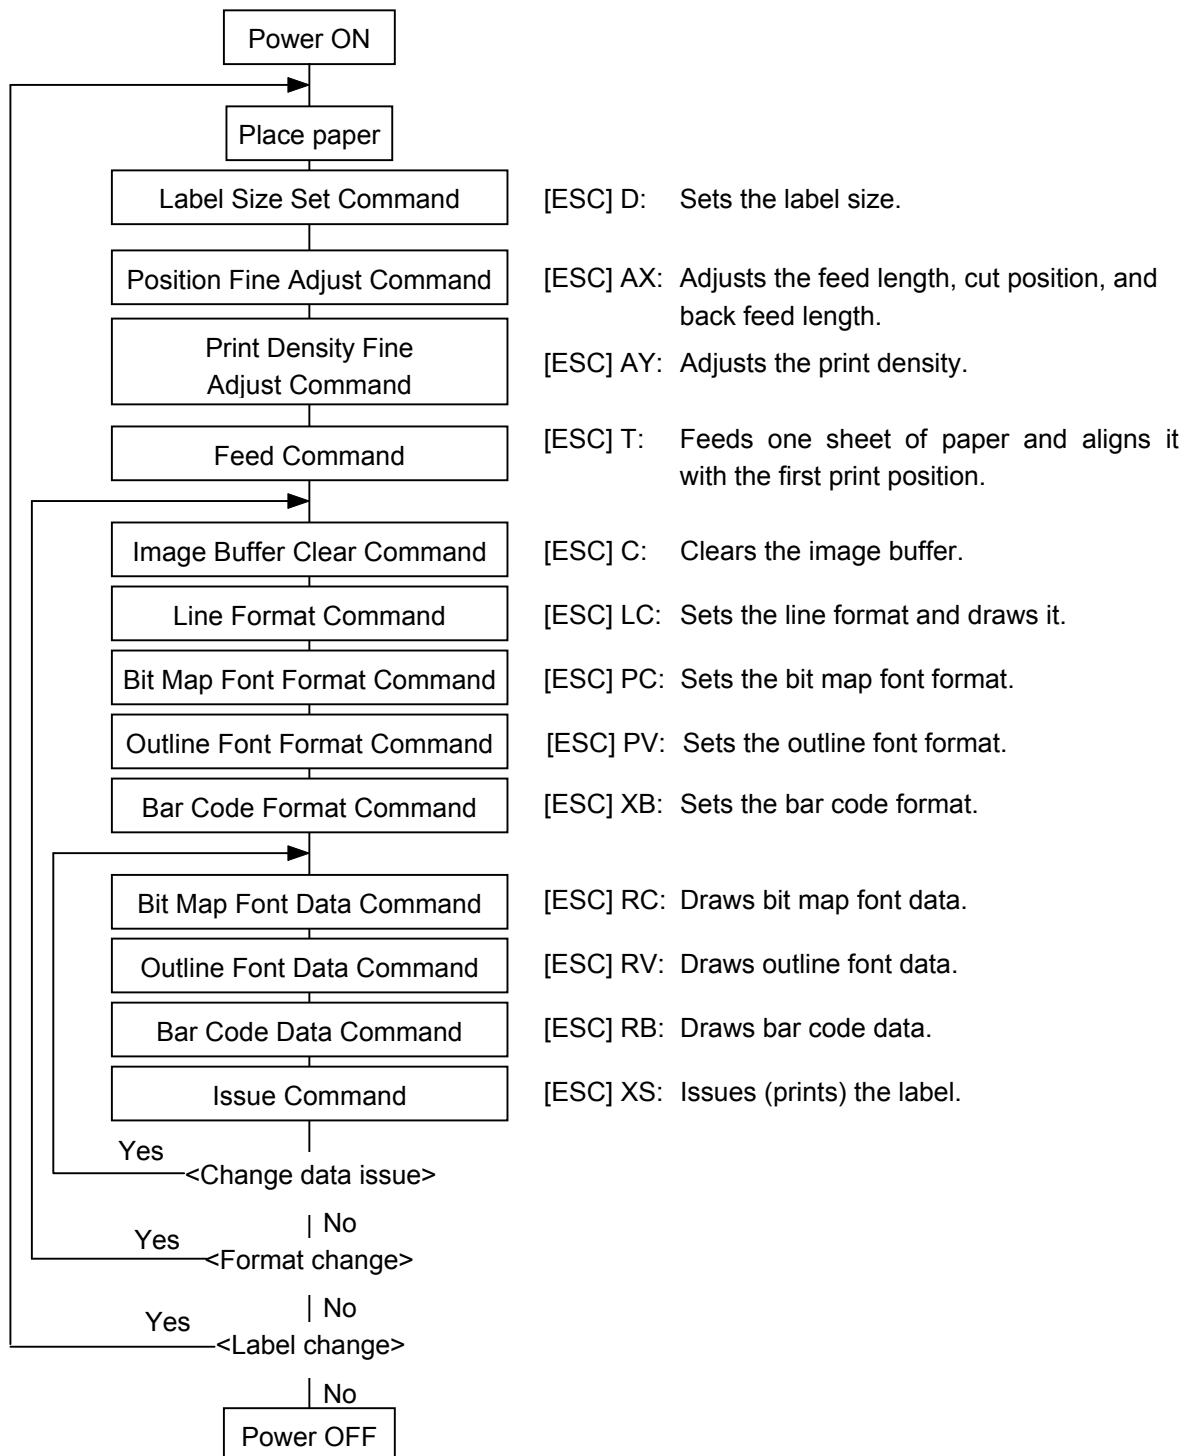 Power ON
Place paper
Label Size Set Command
[ESC] D: Sets the label size.
Position Fine Adjust Command
[ESC] AX: Adjusts the feed length, cut position, and
back feed length.
Print Density Fine
Adjust Command
[ESC] AY: Adjusts the print density.
Feed Command
[ESC] T: Feeds one sheet of paper and aligns it
with the first print position.
Image Buffer Clear Command
[ESC] C: Clears the image buffer.
Line Format Command
[ESC] LC: Sets the line format and draws it.
Bit Map Font Format Command
[ESC] PC: Sets the bit map font format.
Outline Font Format Command
[ESC] PV: Sets the outline font format.
Bar Code Format Command
[ESC] XB: Sets the bar code format.
Bit Map Font Data Command
[ESC] RC: Draws bit map font data.
Outline Font Data Command
[ESC] RV: Draws outline font data.
Bar Code Data Command
[ESC] RB: Draws bar code data.
Issue Command
[ESC] XS: Issues (prints) the label.
Yes
<Change data issue>
No
Yes
<Format change>
No
Yes
<Label change>
No
Power OFF